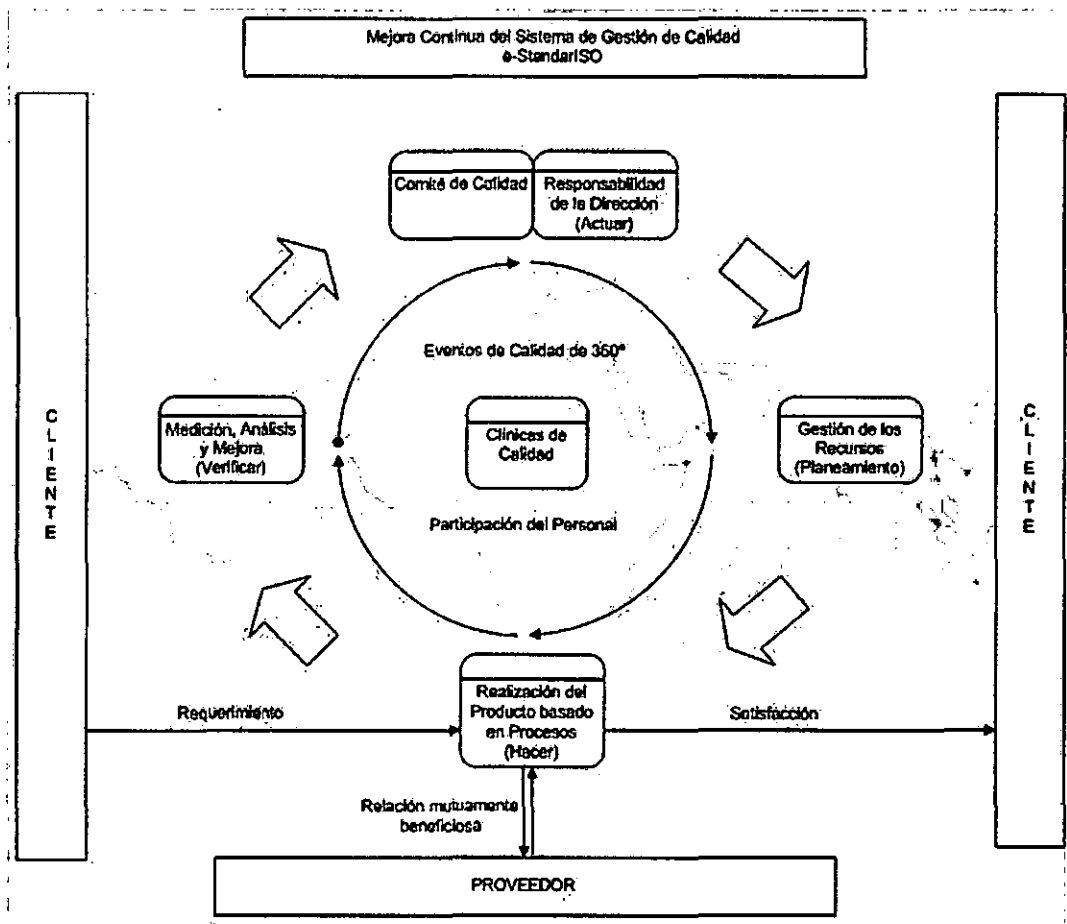 Mejora Continua del Sistema de Gestión de Calidad
e-StandarISO
Comité de Calidad
Responsabilidad
de la Dirección
(Actuar)
Eventos de Calidad de 360°
CLIENTE
Medición, Análisis
y Mejora
(Verificar)
Clínicas de
Calidad
Gestión de los
Recursos
(Planeamiento)
CLIENTE
Participación del Personal
Requerimiento
Realización del
Producto basado
en Procesos
(Hacer)
Satisfacción
Relación mutuamente
beneficiosa
PROVEEDOR